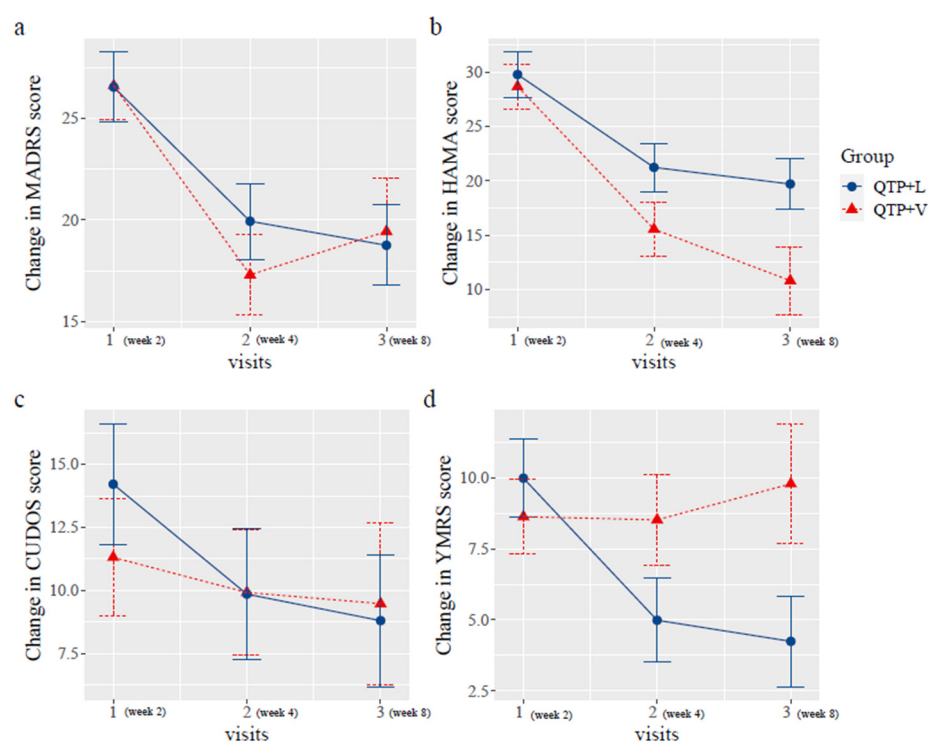 a
Change in MADRS score
25
20
15
1 (week 2) 2 (week 4) 3 (week 8)
visits
b
Change in HAMA score
30
25
20
15
10
1 (week 2) 2 (week 4) 3 (week 8)
visits
Group
QTP+L
QTP+V
c
Change in CUDOS score
15.0
12.5
10.0
7.5
1 (week 2) 2 (week 4) 3 (week 8)
visits
d
Change in YMRS score
10.0
7.5
5.0
2.5
1 (week 2) 2 (week 4) 3 (week 8)
visits